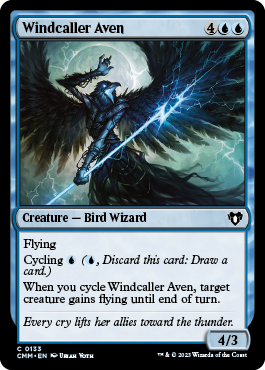 Windcaller Aven 4
Creature — Bird Wizard
Flying
Cycling (, Discard this card: Draw a
card.)
When you cycle Windcaller Aven, target
creature gains flying until end of turn.
Every cry lifts her allies toward the thunder.
4/3
C 0133
CMM • EN Uriah Voth
™ & © 2023 Wizards of the Coast